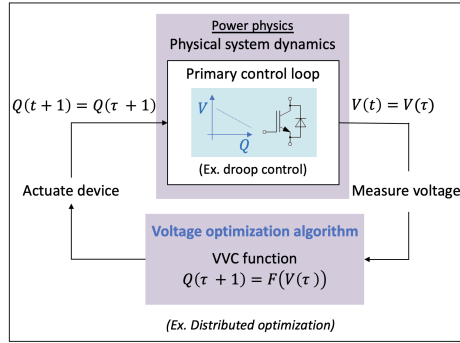 Power physics
Physical system dynamics
Primary control loop
V
Q
(Ex. droop control)
Q(t + 1) = Q(τ + 1)
V(t) = V(τ)
Actuate device
Measure voltage
Voltage optimization algorithm
VVC function
Q(τ + 1) = F(V(τ))
(Ex. Distributed optimization)